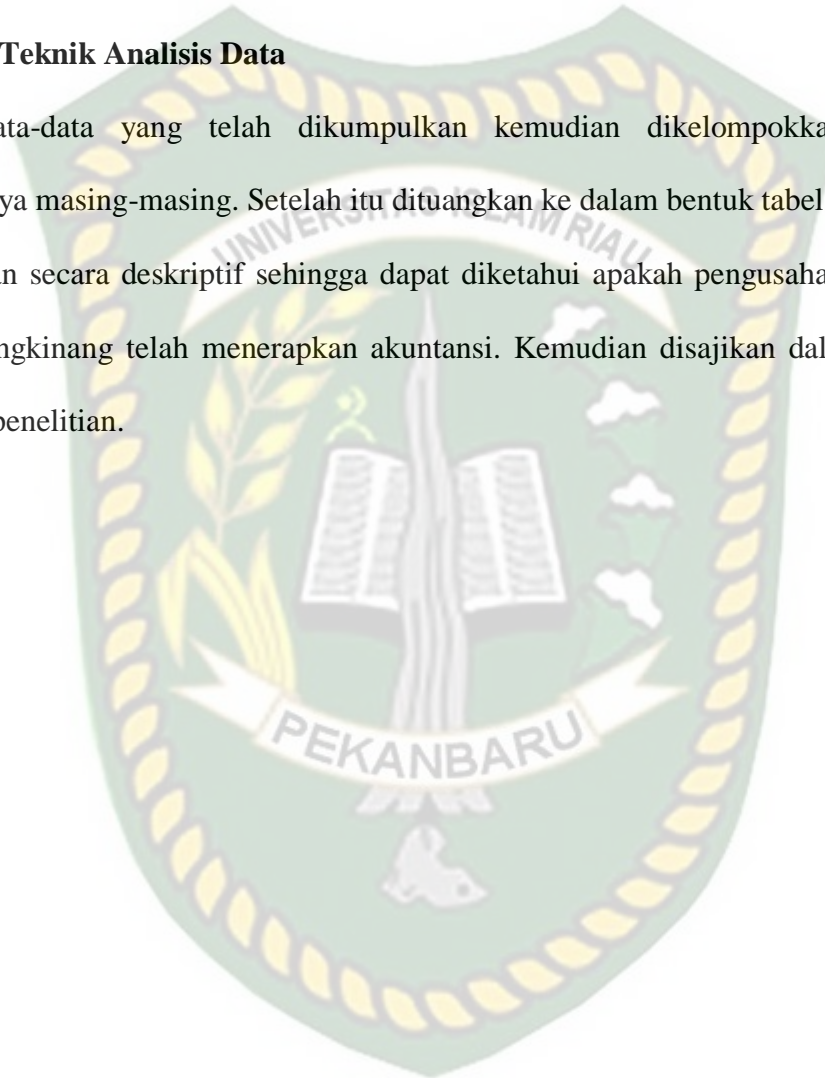 Teknik Analisis Data
ata-data yang telah dikumpulkan kemudian dikelompokka
ya masing-masing. Setelah itu dituangkan ke dalam bentuk tabel
n secara deskriptif sehingga dapat diketahui apakah pengusaha
ngkinang telah menerapkan akuntansi. Kemudian disajikan dal
penelitian.
UNIVERSITAS ISLAM RIAU
PEKANBARU